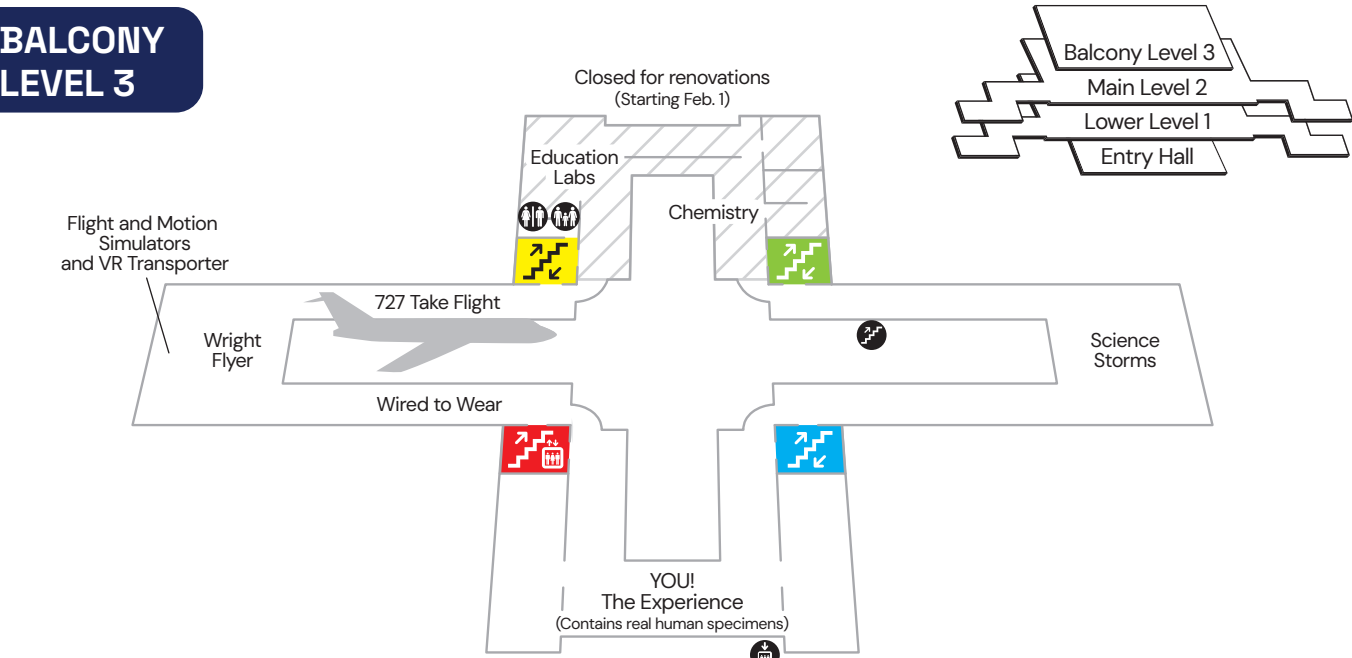 BALCONY
LEVEL 3
Balcony Level 3
Main Level 2
Lower Level 1
Entry Hall
Closed for renovations
(Starting Feb. 1)
Education
Labs
Chemistry
Flight and Motion
Simulators
and VR Transporter
727 Take Flight
Wright
Flyer
Science
Storms
Wired to Wear
YOU!
The Experience
(Contains real human specimens)